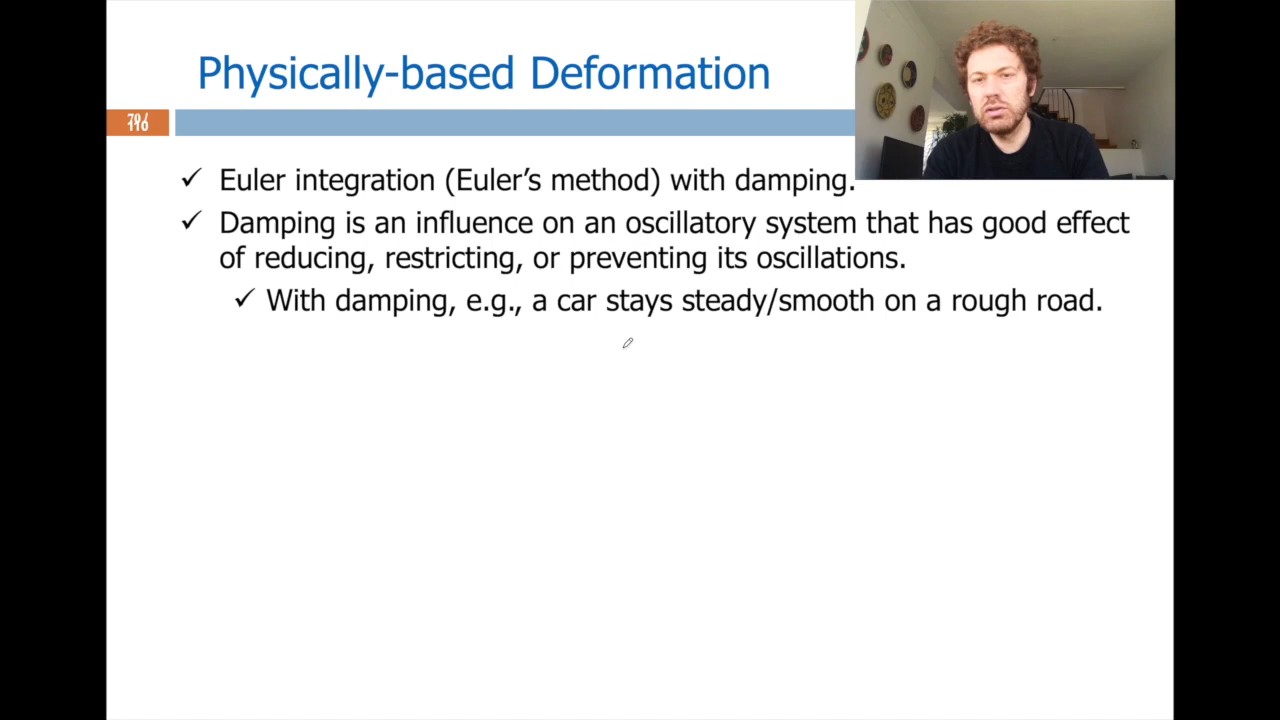 Physically-based Deformation
✓ Euler integration (Euler’s method) with damping.
✓ Damping is an influence on an oscillatory system that has good effect
of reducing, restricting, or preventing its oscillations.
✓ With damping, e.g., a car stays steady/smooth on a rough road.